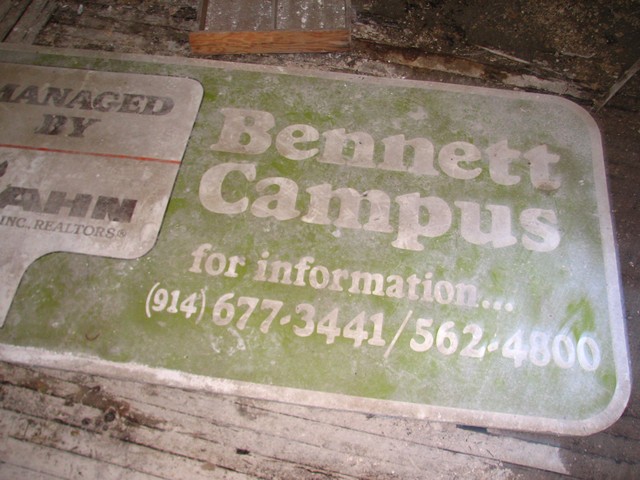 MANAGED
BY
AHN
INC., REALTORS®
Bennett
Campus
for information...
(914) 677-3441/562-4800